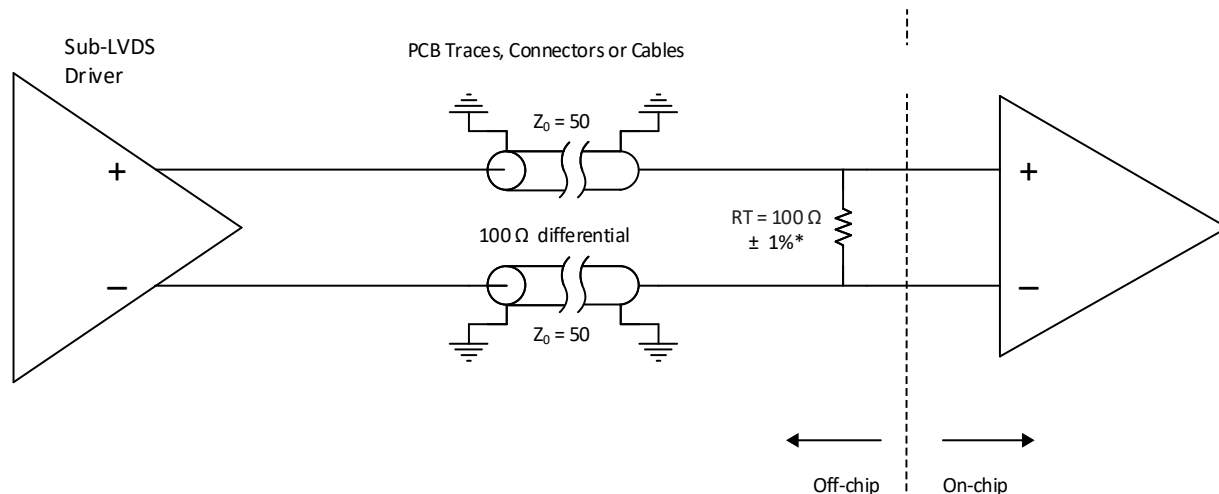 Sub-LVDS
Driver
PCB Traces, Connectors or Cables
Z₀ = 50
+
+
RT = 100 Ω
± 1%*
100 Ω differential
−
−
Z₀ = 50
Off-chip
On-chip